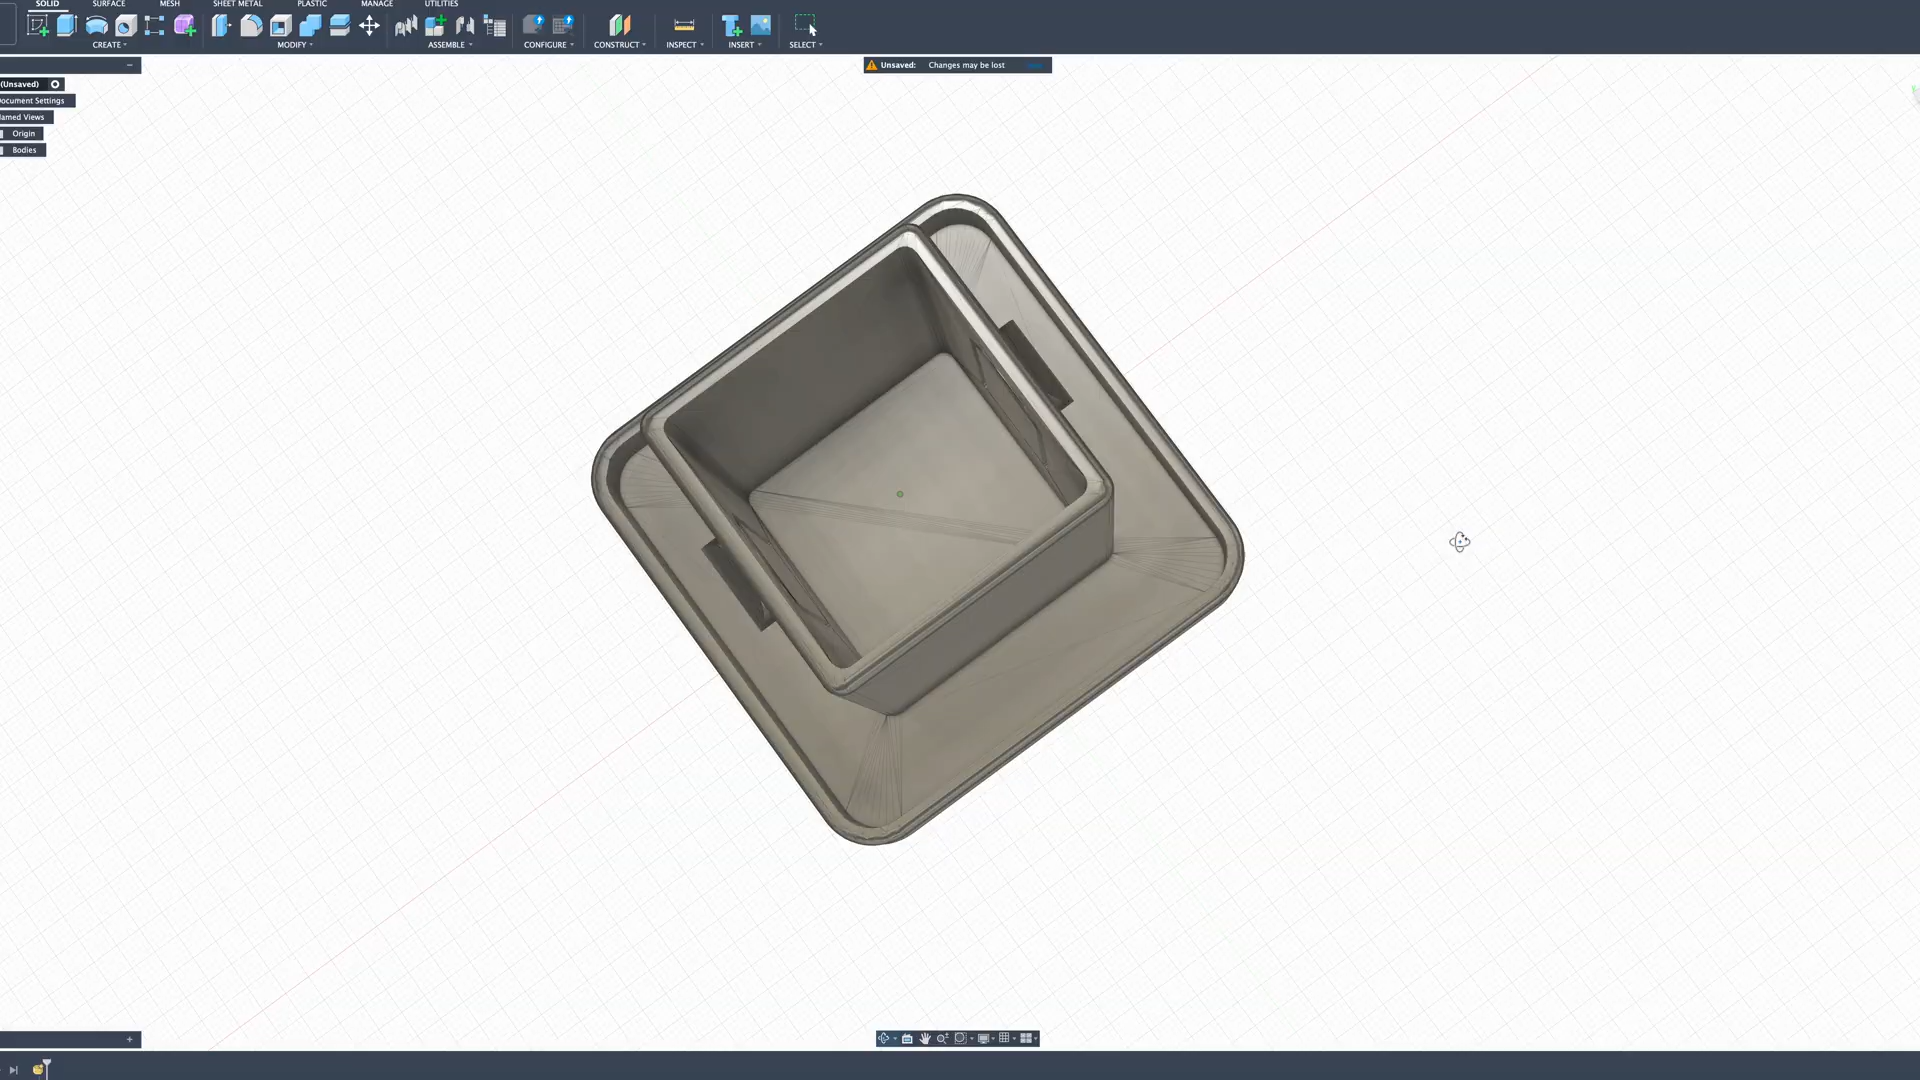 SOLID SURFACE MESH SHEET METAL PLASTIC MANAGE UTILITIES
CREATE MODIFY ASSEMBLE CONFIGURE CONSTRUCT INSPECT INSERT SELECT
Unsaved: Changes may be lost
(Unsaved)
ocument Settings
amed Views
Origin
Bodies